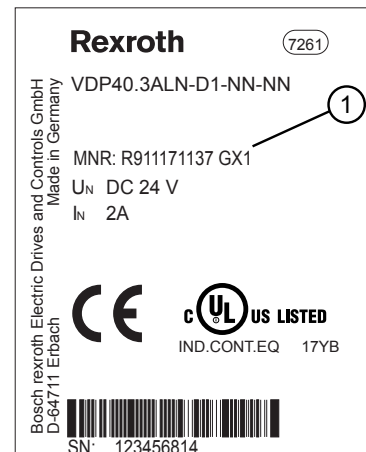 Rexroth
7261
VDP40.3ALN-D1-NN-NN
1
MNR: R911171137 GX1
UN DC 24 V
IN 2A
Bosch rexroth Electric Drives and Controls GmbH
D-64711 Erbach Made in Germany
CE
C UL US LISTED
IND.CONT.EQ 17YB
SN: 123456814